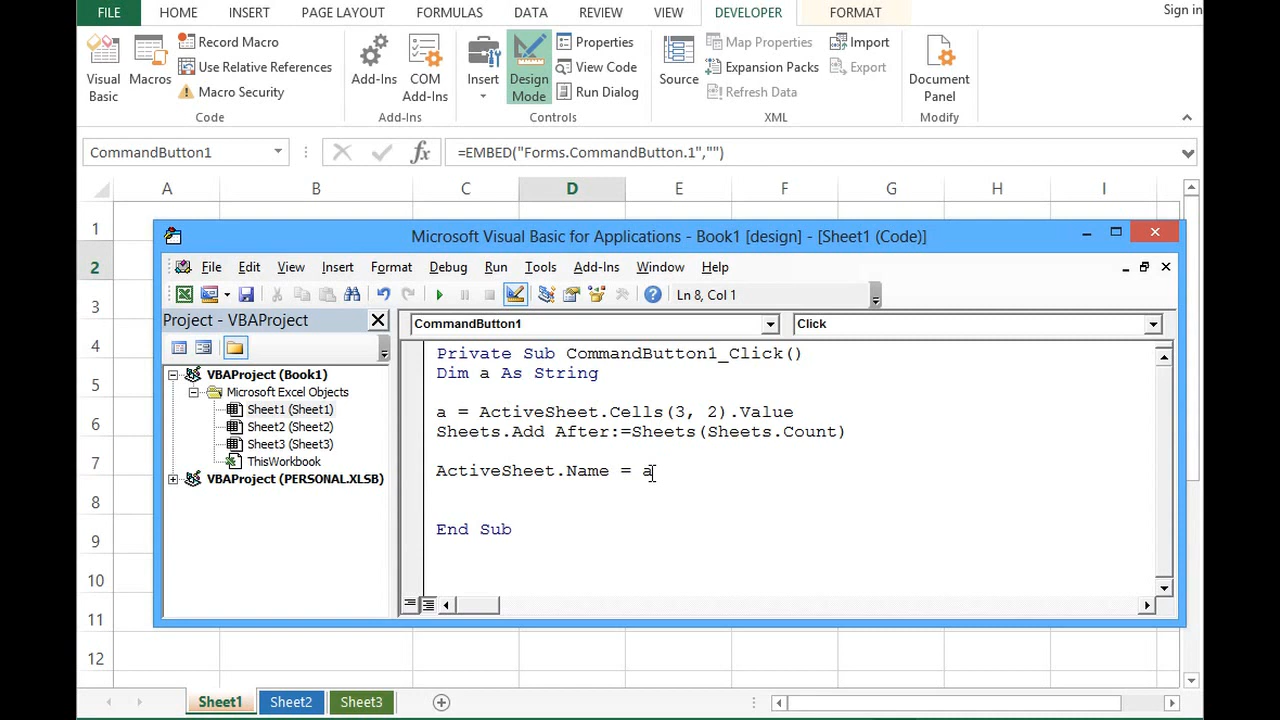 FILE HOME INSERT PAGE LAYOUT FORMULAS DATA REVIEW VIEW DEVELOPER FORMAT Sign in
Visual Basic
Macros
Record Macro
Use Relative References
Macro Security
Code
Add-Ins
COM Add-Ins
Add-Ins
Insert
Design Mode
Properties
View Code
Run Dialog
Controls
Source
Map Properties
Expansion Packs
Refresh Data
Import
Export
XML
Document Panel
Modify
CommandButton1 fx =EMBED("Forms.CommandButton.1","")
A B C D E F G H I
1
2
3
4
5
6
7
8
9
10
11
12
Microsoft Visual Basic for Applications - Book1 [design] - [Sheet1 (Code)]
File Edit View Insert Format Debug Run Tools Add-Ins Window Help
Ln 8, Col 1
Project - VBAProject
VBAProject (Book1)
Microsoft Excel Objects
Sheet1 (Sheet1)
Sheet2 (Sheet2)
Sheet3 (Sheet3)
ThisWorkbook
VBAProject (PERSONAL.XLSB)
CommandButton1 Click
Private Sub CommandButton1_Click()
Dim a As String
a = ActiveSheet.Cells(3, 2).Value
Sheets.Add After:=Sheets(Sheets.Count)
ActiveSheet.Name = a
End Sub
Sheet1 Sheet2 Sheet3